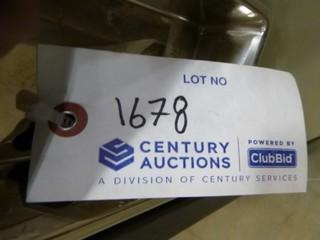 LOT NO
1678
CENTURY AUCTIONS
POWERED BY
ClubBid
A DIVISION OF CENTURY SERVICES